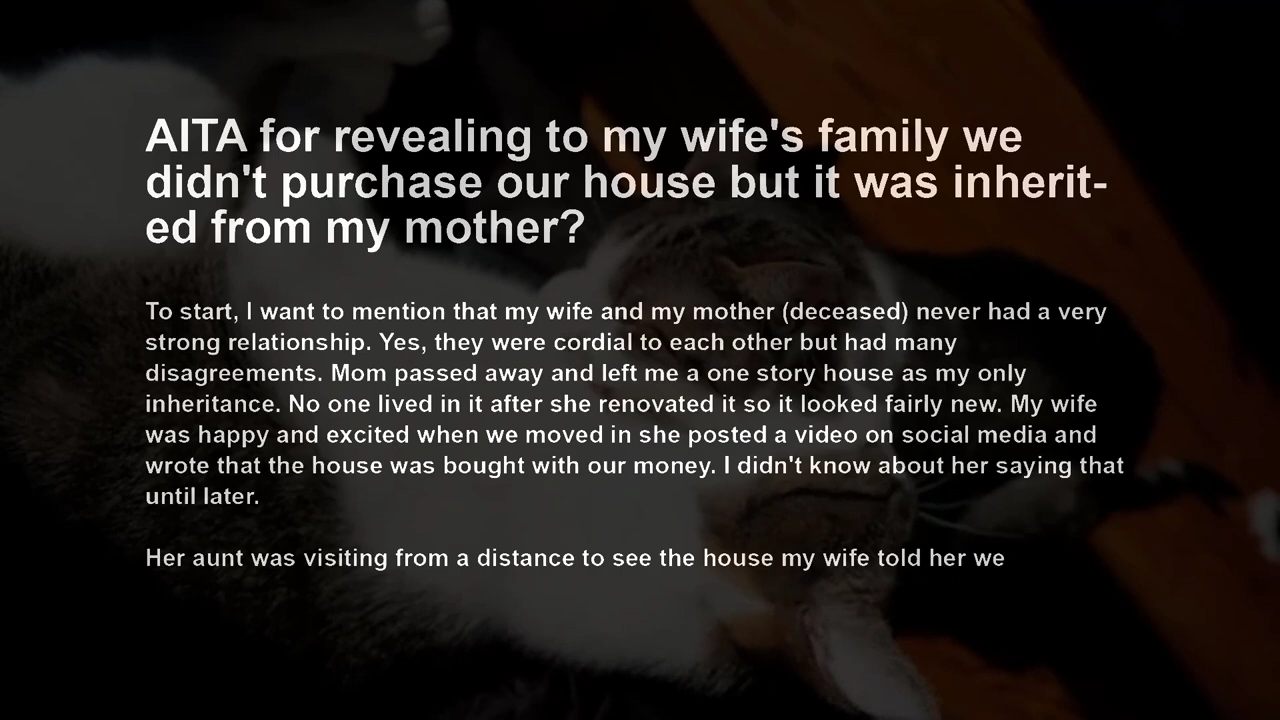 AITA for revealing to my wife's family we
didn't purchase our house but it was inherit-
ed from my mother?
To start, I want to mention that my wife and my mother (deceased) never had a very
strong relationship. Yes, they were cordial to each other but had many
disagreements. Mom passed away and left me a one story house as my only
inheritance. No one lived in it after she renovated it so it looked fairly new. My wife
was happy and excited when we moved in she posted a video on social media and
wrote that the house was bought with our money. I didn't know about her saying that
until later.
Her aunt was visiting from a distance to see the house my wife told her we